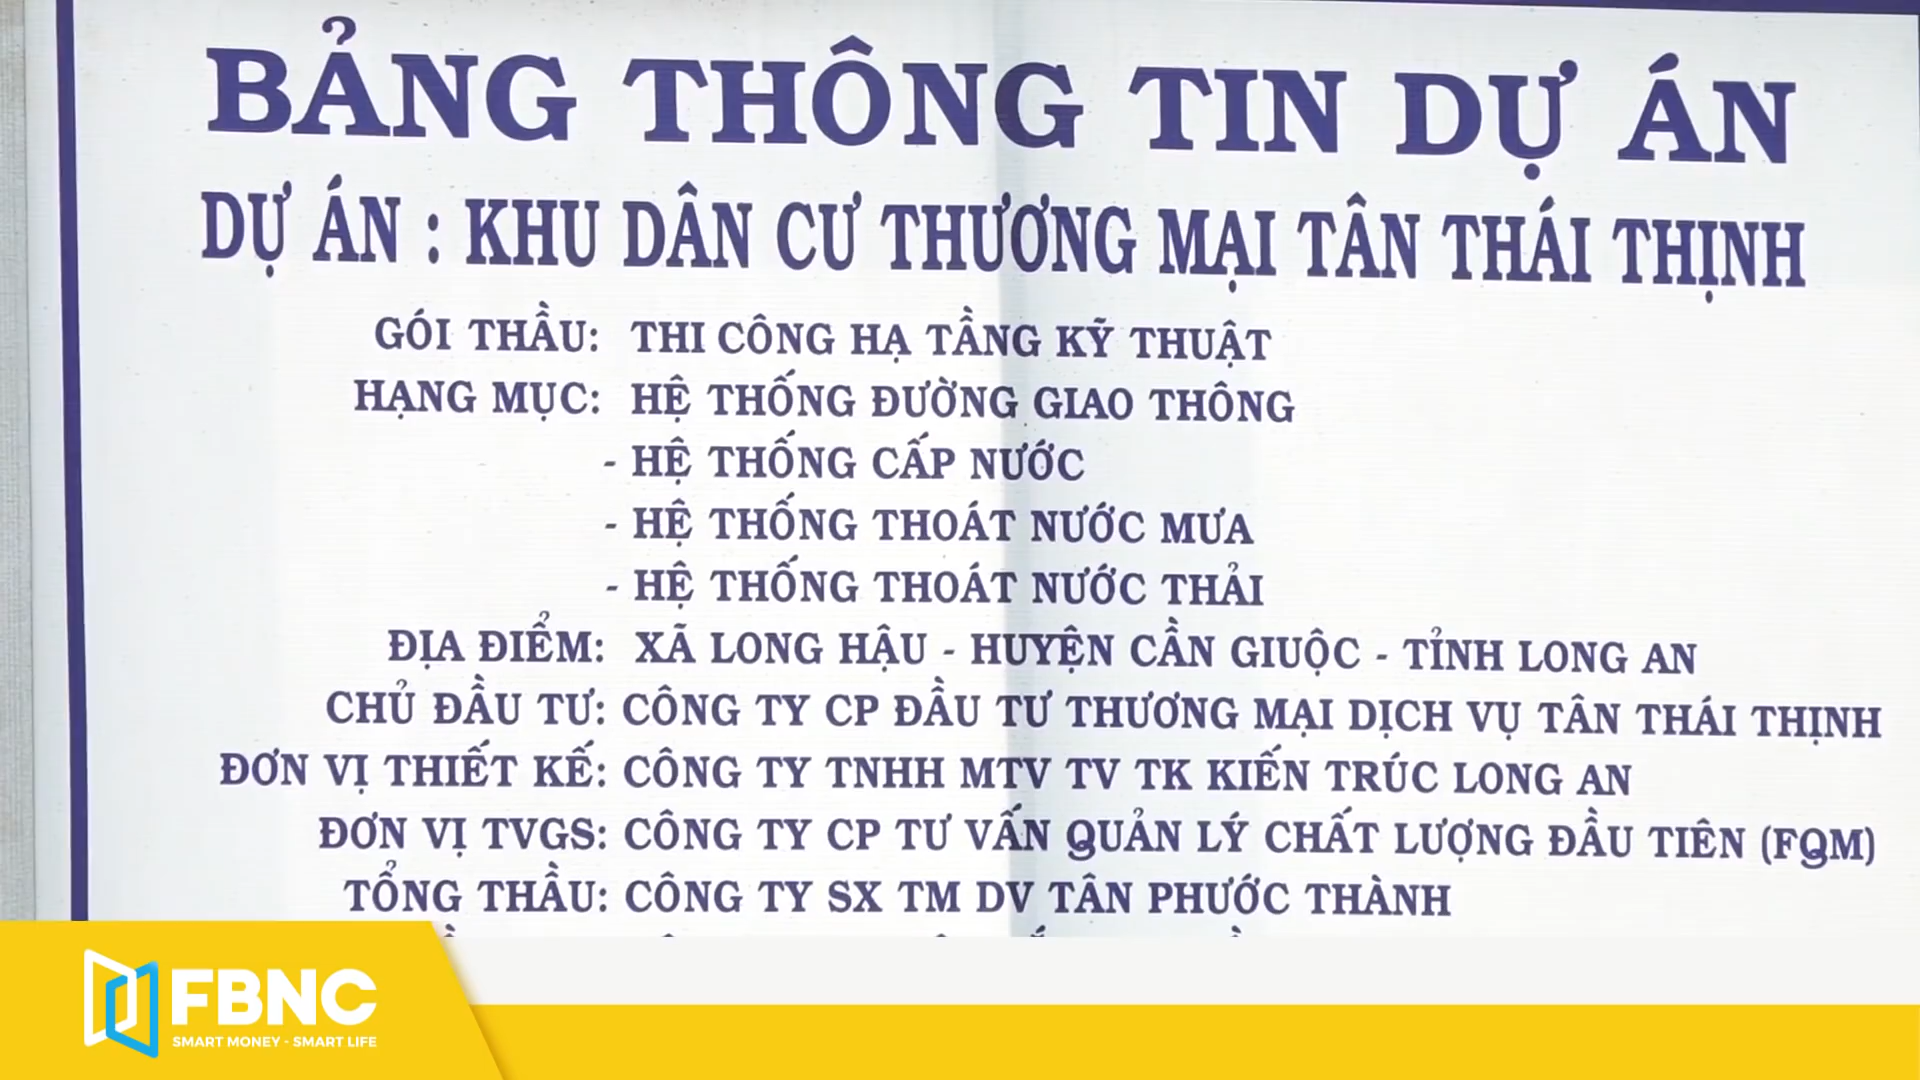 BẢNG THÔNG TIN DỰ ÁN
DỰ ÁN : KHU DÂN CƯ THƯƠNG MẠI TÂN THÁI THỊNH
GÓI THẦU: THI CÔNG HẠ TẦNG KỸ THUẬT
HẠNG MỤC: HỆ THỐNG ĐƯỜNG GIAO THÔNG
- HỆ THỐNG CẤP NƯỚC
- HỆ THỐNG THOÁT NƯỚC MƯA
- HỆ THỐNG THOÁT NƯỚC THẢI
ĐỊA ĐIỂM: XÃ LONG HẬU - HUYỆN CẦN GIUỘC - TỈNH LONG AN
CHỦ ĐẦU TƯ: CÔNG TY CP ĐẦU TƯ THƯƠNG MẠI DỊCH VỤ TÂN THÁI THỊNH
ĐƠN VỊ THIẾT KẾ: CÔNG TY TNHH MTV TV TK KIẾN TRÚC LONG AN
ĐƠN VỊ TVGS: CÔNG TY CP TƯ VẤN QUẢN LÝ CHẤT LƯỢNG ĐẦU TIÊN (FQM)
TỔNG THẦU: CÔNG TY SX TM DV TÂN PHƯỚC THÀNH
FBNC
SMART MONEY - SMART LIFE